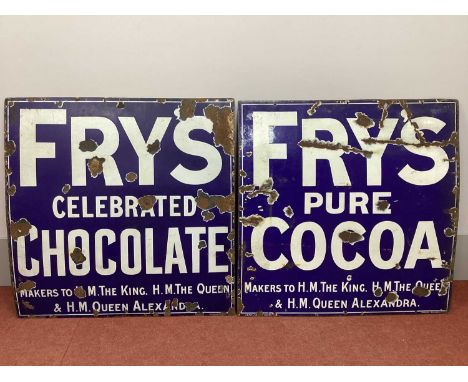 FRYS
CELEBRATED
CHOCOLATE
MAKERS TO M. THE KING. H.M. THE QUEEN
& H.M. QUEEN ALEXANDRA.
FRYS
PURE
COCOA
MAKERS TO H.M. THE KING. H.M. THE QUEEN
& H.M. QUEEN ALEXANDRA.